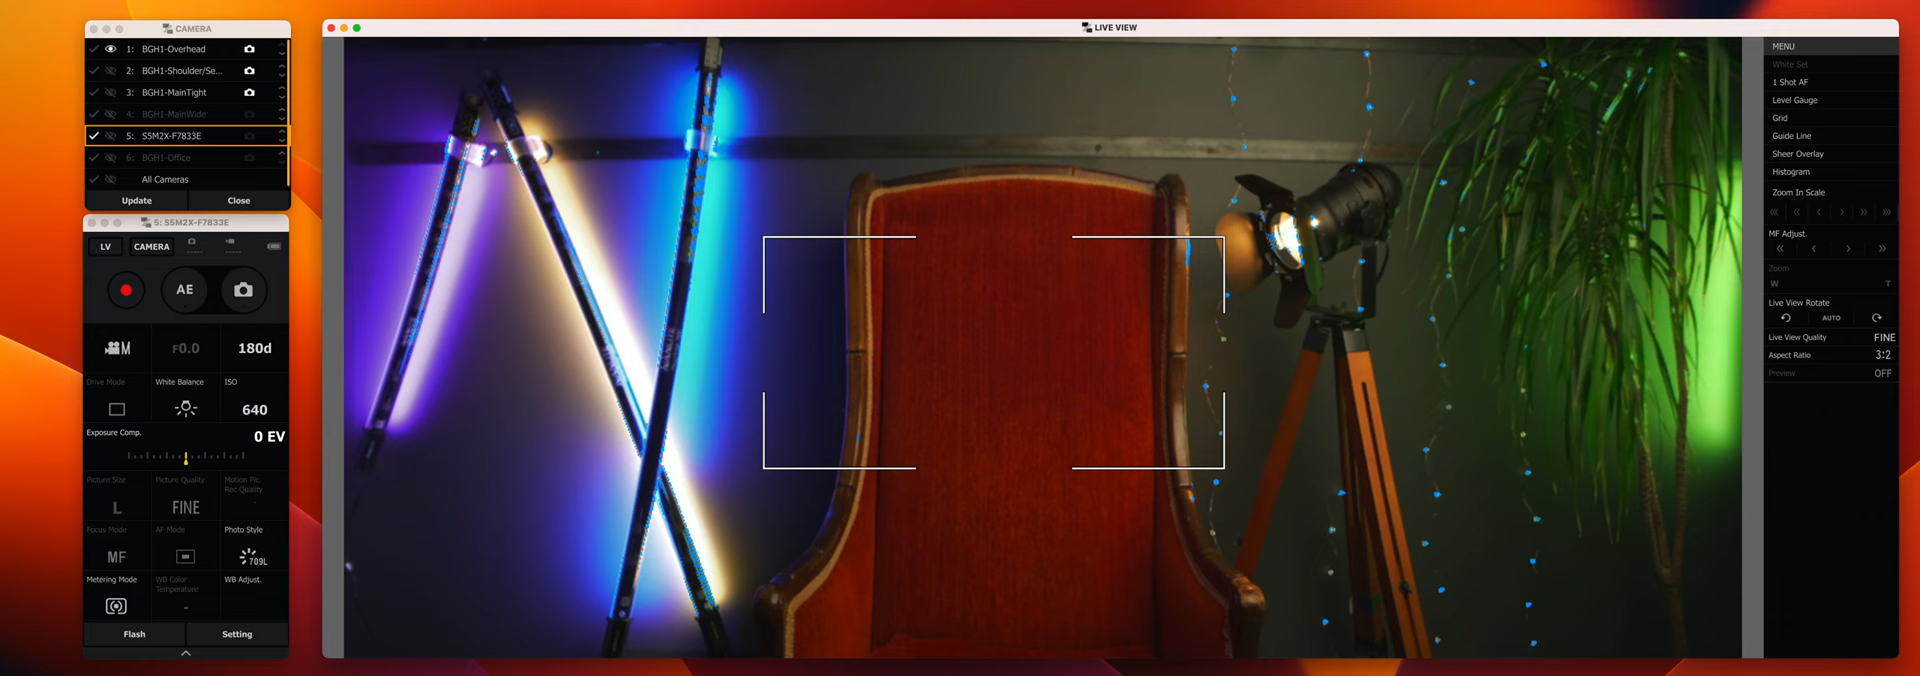 CAMERA
1: BGH1-Overhead
2: BGH1-Shoulder/Se...
3: BGH1-MainTight
4: BGH1-MainWide
5: S5M2X-F7833E
6: BGH1-Office
All Cameras
Update Close
5: S5M2X-F7833E
LV CAMERA
AE
M F0.0 180d
Drive Mode White Balance ISO
640
Exposure Comp.
0 EV
Picture Size Picture Quality Motion Pic. Rec Quality
L FINE -
Focus Mode AF Mode Photo Style
MF 709L
Metering Mode WB Color Temperature WB Adjust.
-
Flash Setting
LIVE VIEW
MENU
White Set
1 Shot AF
Level Gauge
Grid
Guide Line
Sheer Overlay
Histogram
Zoom In Scale
MF Adjust.
Zoom
W T
Live View Rotate
AUTO
Live View Quality FINE
Aspect Ratio 3:2
Preview OFF